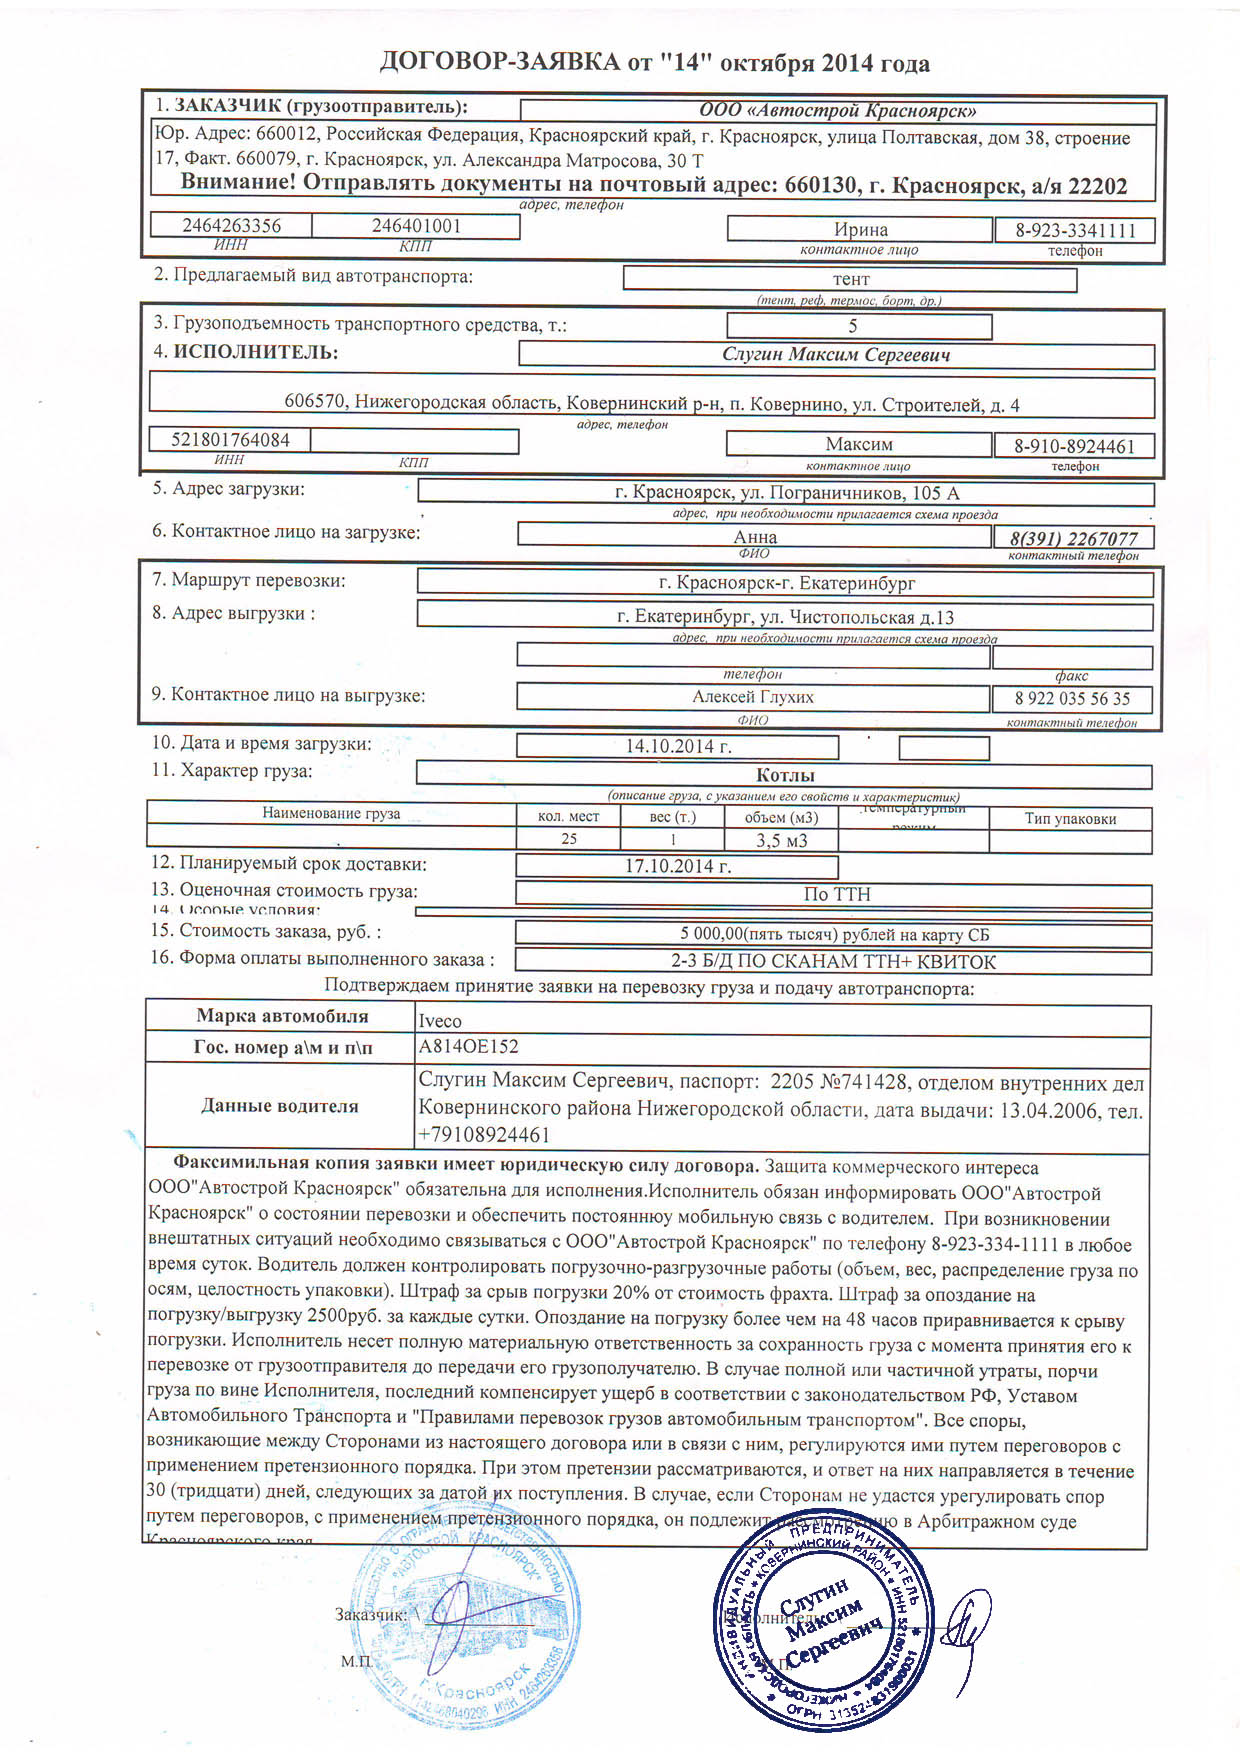 ДОГОВОР-ЗАЯВКА от "14" октября 2014 года
1. ЗАКАЗЧИК (грузоотправитель): ООО «Автострой Красноярск»
Юр. Адрес: 660012, Российская Федерация, Красноярский край, г. Красноярск, улица Полтавская, дом 38, строение
17, Факт. 660079, г. Красноярск, ул. Александра Матросова, 30 Т
Внимание! Отправлять документы на почтовый адрес: 660130, г. Красноярск, а/я 22202
адрес, телефон
2464263356 246401001 Ирина 8-923-3341111
ИНН КПП контактное лицо телефон
2. Предлагаемый вид автотранспорта: тент
(тент, реф, термос, борт, др.)
3. Грузоподъемность транспортного средства, т.: 5
4. ИСПОЛНИТЕЛЬ: Слугин Максим Сергеевич
606570, Нижегородская область, Ковернинский р-н, п. Ковернино, ул. Строителей, д. 4
адрес, телефон
521801764084 Максим 8-910-8924461
ИНН КПП контактное лицо телефон
5. Адрес загрузки: г. Красноярск, ул. Пограничников, 105 А
адрес, при необходимости прилагается схема проезда
6. Контактное лицо на загрузке: Анна 8(391) 2267077
ФИО контактный телефон
7. Маршрут перевозки: г. Красноярск-г. Екатеринбург
8. Адрес выгрузки : г. Екатеринбург, ул. Чистопольская д.13
адрес, при необходимости прилагается схема проезда
телефон факс
9. Контактное лицо на выгрузке: Алексей Глухих 8 922 035 56 35
ФИО контактный телефон
10. Дата и время загрузки: 14.10.2014 г.
11. Характер груза: Котлы
(описание груза, с указанием его свойств и характеристик)
Наименование груза кол. мест вес (т.) объем (м3) температурный режим Тип упаковки
25 1 3,5 м3
12. Планируемый срок доставки: 17.10.2014 г.
13. Оценочная стоимость груза: По ТТН
14. Особые условия:
15. Стоимость заказа, руб. : 5 000,00(пять тысяч) рублей на карту СБ
16. Форма оплаты выполненного заказа : 2-3 Б/Д ПО СКАНАМ ТТН+ КВИТОК
Подтверждаем принятие заявки на перевозку груза и подачу автотранспорта:
Марка автомобиля Iveco
Гос. номер а\м и п\п А814ОЕ152
Данные водителя Слугин Максим Сергеевич, паспорт: 2205 №741428, отделом внутренних дел
Ковернинского района Нижегородской области, дата выдачи: 13.04.2006, тел.
+79108924461
Факсимильная копия заявки имеет юридическую силу договора. Защита коммерческого интереса
ООО"Автострой Красноярск" обязательна для исполнения.Исполнитель обязан информировать ООО"Автострой
Красноярск" о состоянии перевозки и обеспечить постояннюу мобильную связь с водителем. При возникновении
внештатных ситуаций необходимо связываться с ООО"Автострой Красноярск" по телефону 8-923-334-1111 в любое
время суток. Водитель должен контролировать погрузочно-разгрузочные работы (объем, вес, распределение груза по
осям, целостность упаковки). Штраф за срыв погрузки 20% от стоимость фрахта. Штраф за опоздание на
погрузку/выгрузку 2500руб. за каждые сутки. Опоздание на погрузку более чем на 48 часов приравнивается к срыву
погрузки. Исполнитель несет полную материальную ответственность за сохранность груза с момента принятия его к
перевозке от грузоотправителя до передачи его грузополучателю. В случае полной или частичной утраты, порчи
груза по вине Исполнителя, последний компенсирует ущерб в соответствии с законодательством РФ, Уставом
Автомобильного Транспорта и "Правилами перевозок грузов автомобильным транспортом". Все споры,
возникающие между Сторонами из настоящего договора или в связи с ним, регулируются ими путем переговоров с
применением претензионного порядка. При этом претензии рассматриваются, и ответ на них направляется в течение
30 (тридцати) дней, следующих за датой их поступления. В случае, если Сторонам не удастся урегулировать спор
путем переговоров, с применением претензионного порядка, он подлежит рассмотрению в Арбитражном суде
Красноярского края
Заказчик: Исполнитель
М.П. М.П.
"АВТОСТРОЙ КРАСНОЯРСК"
г. Красноярск
ИНН 2464263356
ИНДИВИДУАЛЬНЫЙ ПРЕДПРИНИМАТЕЛЬ
НИЖЕГОРОДСКАЯ ОБЛАСТЬ * КОВЕРНИНСКИЙ РАЙОН * ИНН 521801764084
Слугин
Максим
Сергеевич